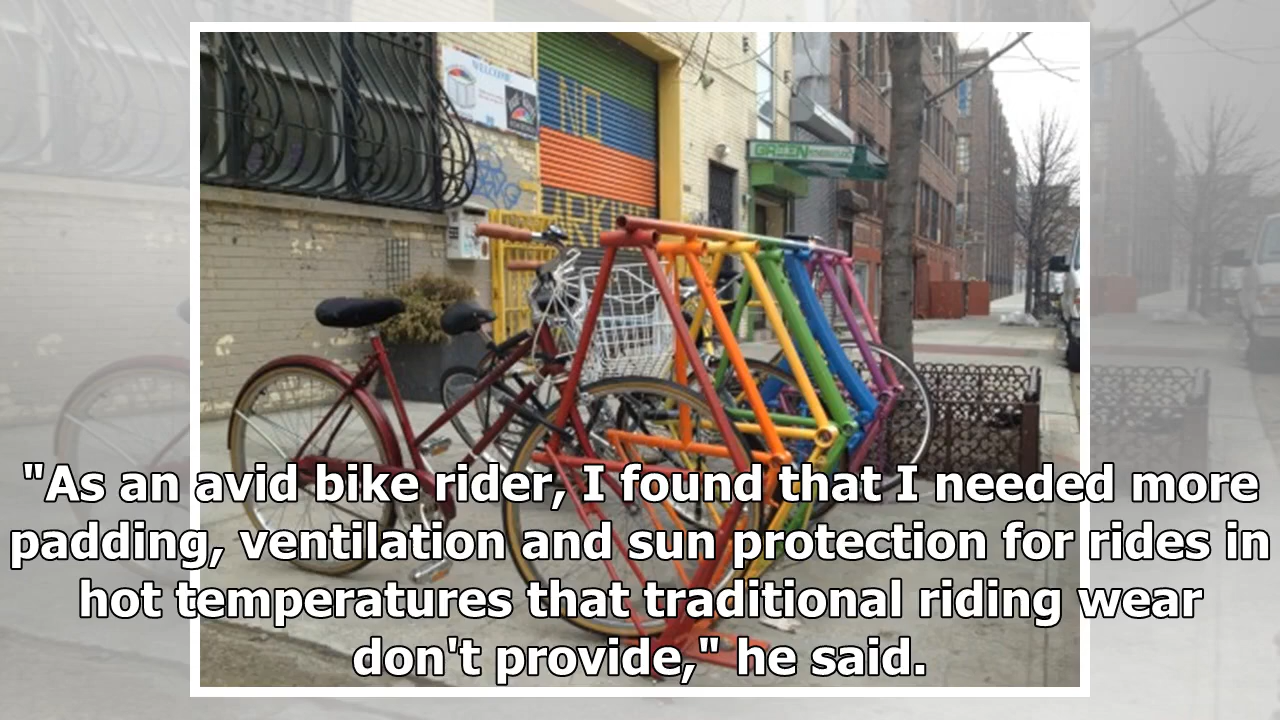 WELCOME
NO
PARKING
GREEN
"As an avid bike rider, I found that I needed more
padding, ventilation and sun protection for rides in
hot temperatures that traditional riding wear
don't provide," he said.